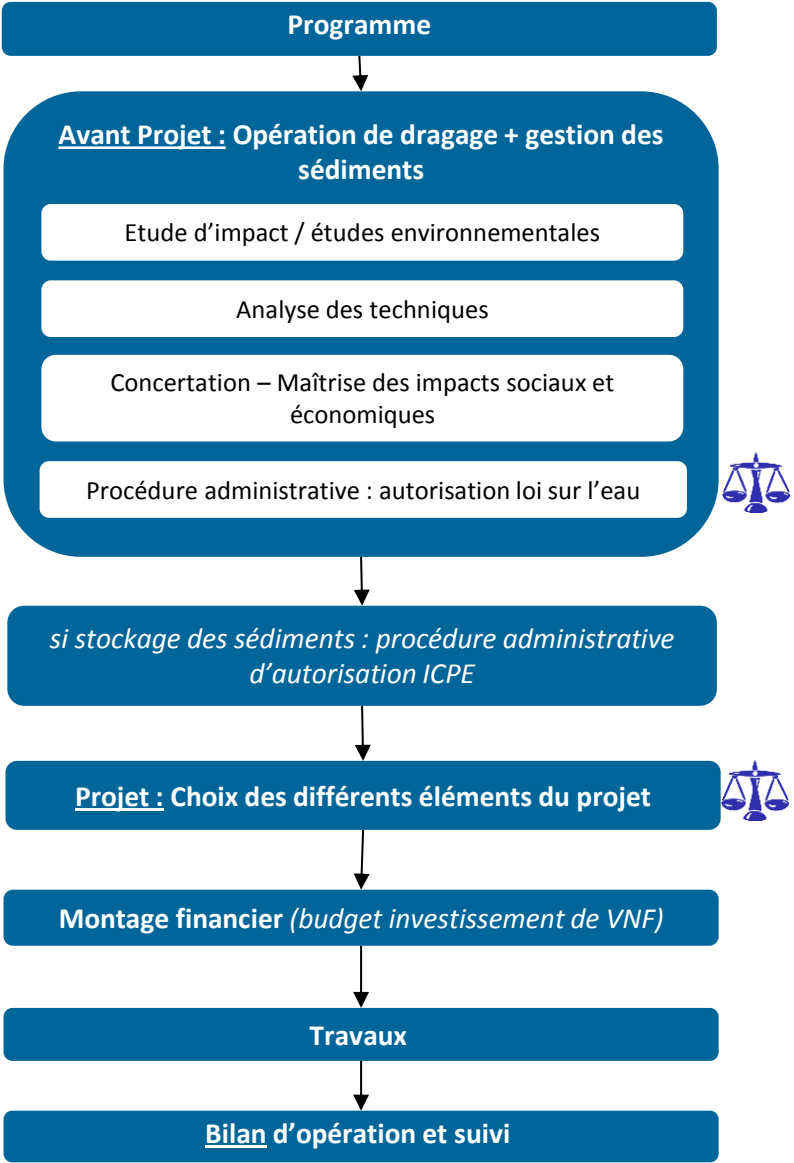 Programme
Avant Projet : Opération de dragage + gestion des
sédiments
Etude d’impact / études environnementales
Analyse des techniques
Concertation – Maîtrise des impacts sociaux et
économiques
Procédure administrative : autorisation loi sur l’eau
si stockage des sédiments : procédure administrative
d’autorisation ICPE
Projet : Choix des différents éléments du projet
Montage financier (budget investissement de VNF)
Travaux
Bilan d’opération et suivi